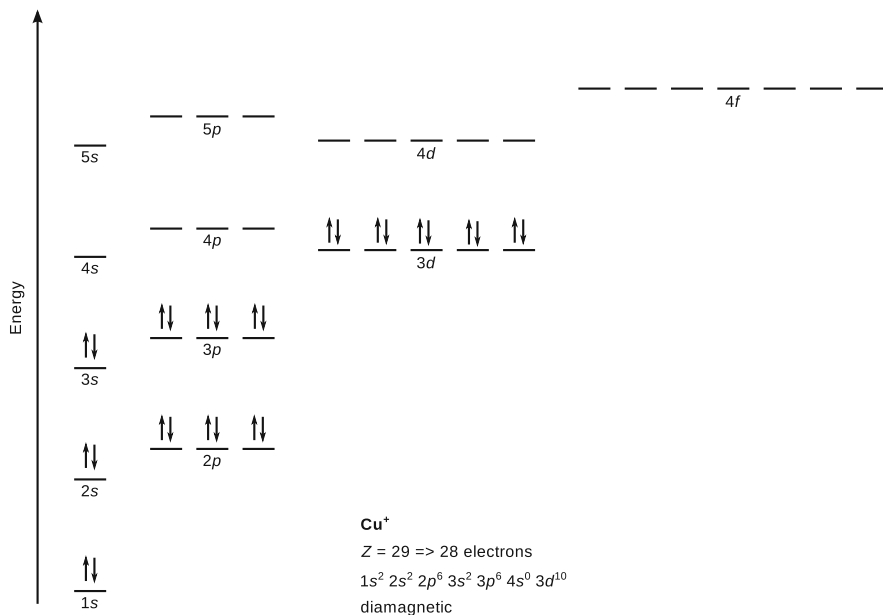 4f
5p
4d
5s
4p
3d
4s
Energy
3p
3s
2p
2s
Cu⁺
Z = 29 => 28 electrons
1s² 2s² 2p⁶ 3s² 3p⁶ 4s⁰ 3d¹⁰
1s
diamagnetic